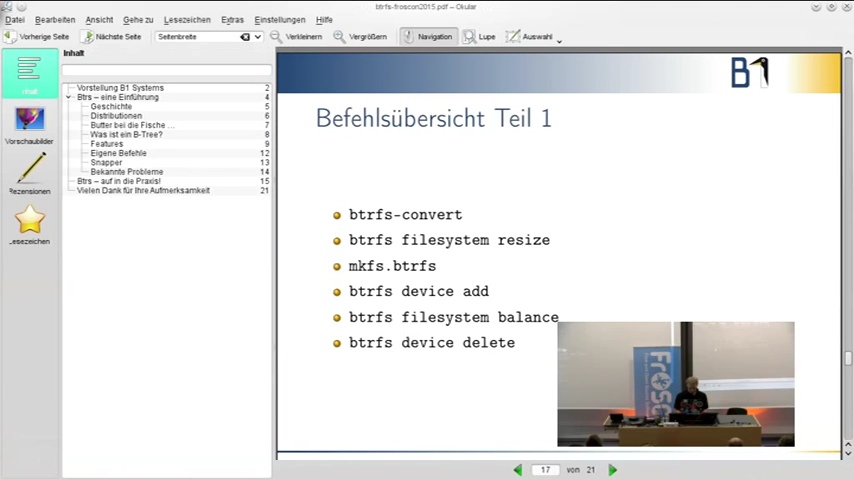 btrfs-froscon2015.pdf – Okular
Datei Bearbeiten Ansicht Gehe zu Lesezeichen Extras Einstellungen Hilfe
Vorherige Seite Nächste Seite Seitenbreite Verkleinern Vergrößern Navigation Lupe Auswahl
Inhalt
Inhalt
Vorschaubilder
Rezensionen
Lesezeichen
Vorstellung B1 Systems 2
Btrs – eine Einführung 4
Geschichte 5
Distributionen 6
Butter bei die Fische ... 7
Was ist ein B-Tree? 8
Features 9
Eigene Befehle 12
Snapper 13
Bekannte Probleme 14
Btrs – auf in die Praxis! 15
Vielen Dank für Ihre Aufmerksamkeit 21
B1
Befehlsübersicht Teil 1
btrfs-convert
btrfs filesystem resize
mkfs.btrfs
btrfs device add
btrfs filesystem balance
btrfs device delete
17 von 21